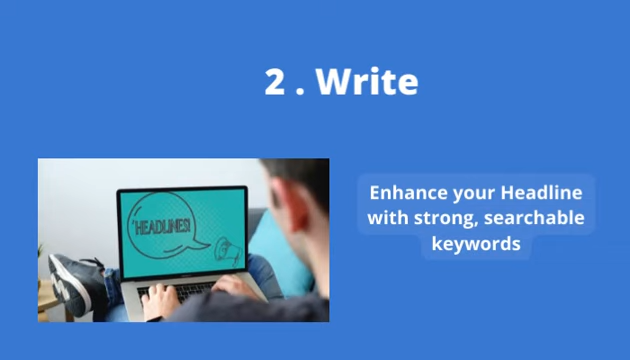 2 . Write
"HEADLINES!
Enhance your Headline
with strong, searchable
keywords